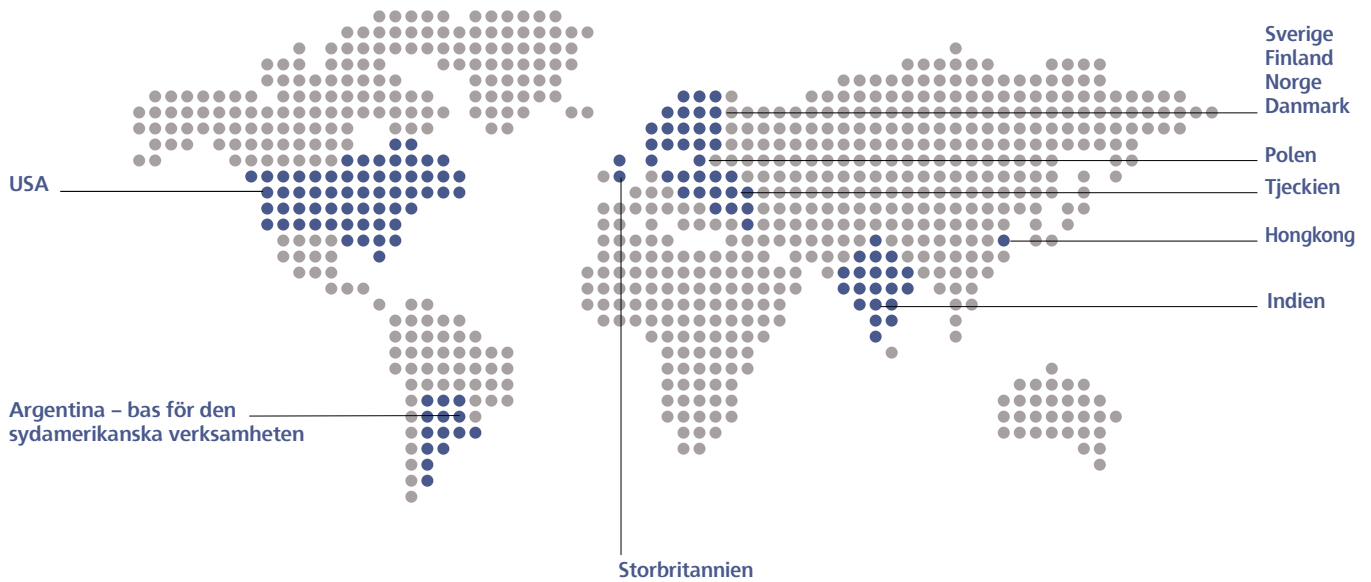 Sverige
Finland
Norge
Danmark
Polen
USA
Tjeckien
Hongkong
Indien
Argentina – bas för den
sydamerikanska verksamheten
Storbritannien